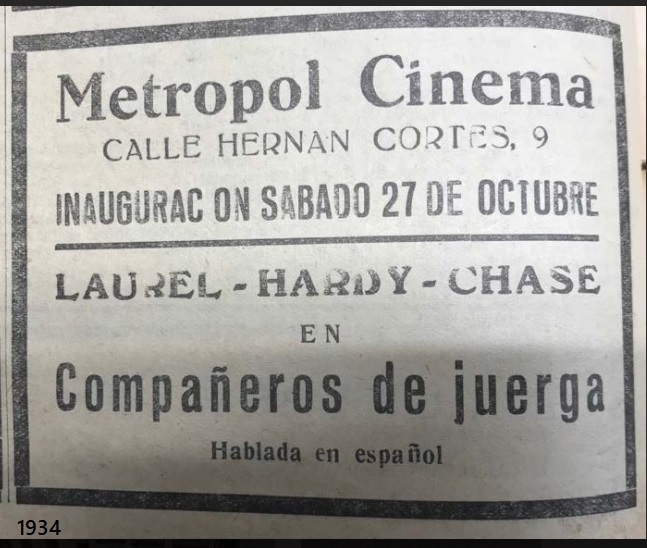 Metropol Cinema
CALLE HERNAN CORTES, 9
INAUGURAC ON SABADO 27 DE OCTUBRE
LAUREL - HARDY - CHASE
EN
Compañeros de juerga
Hablada en español
1934